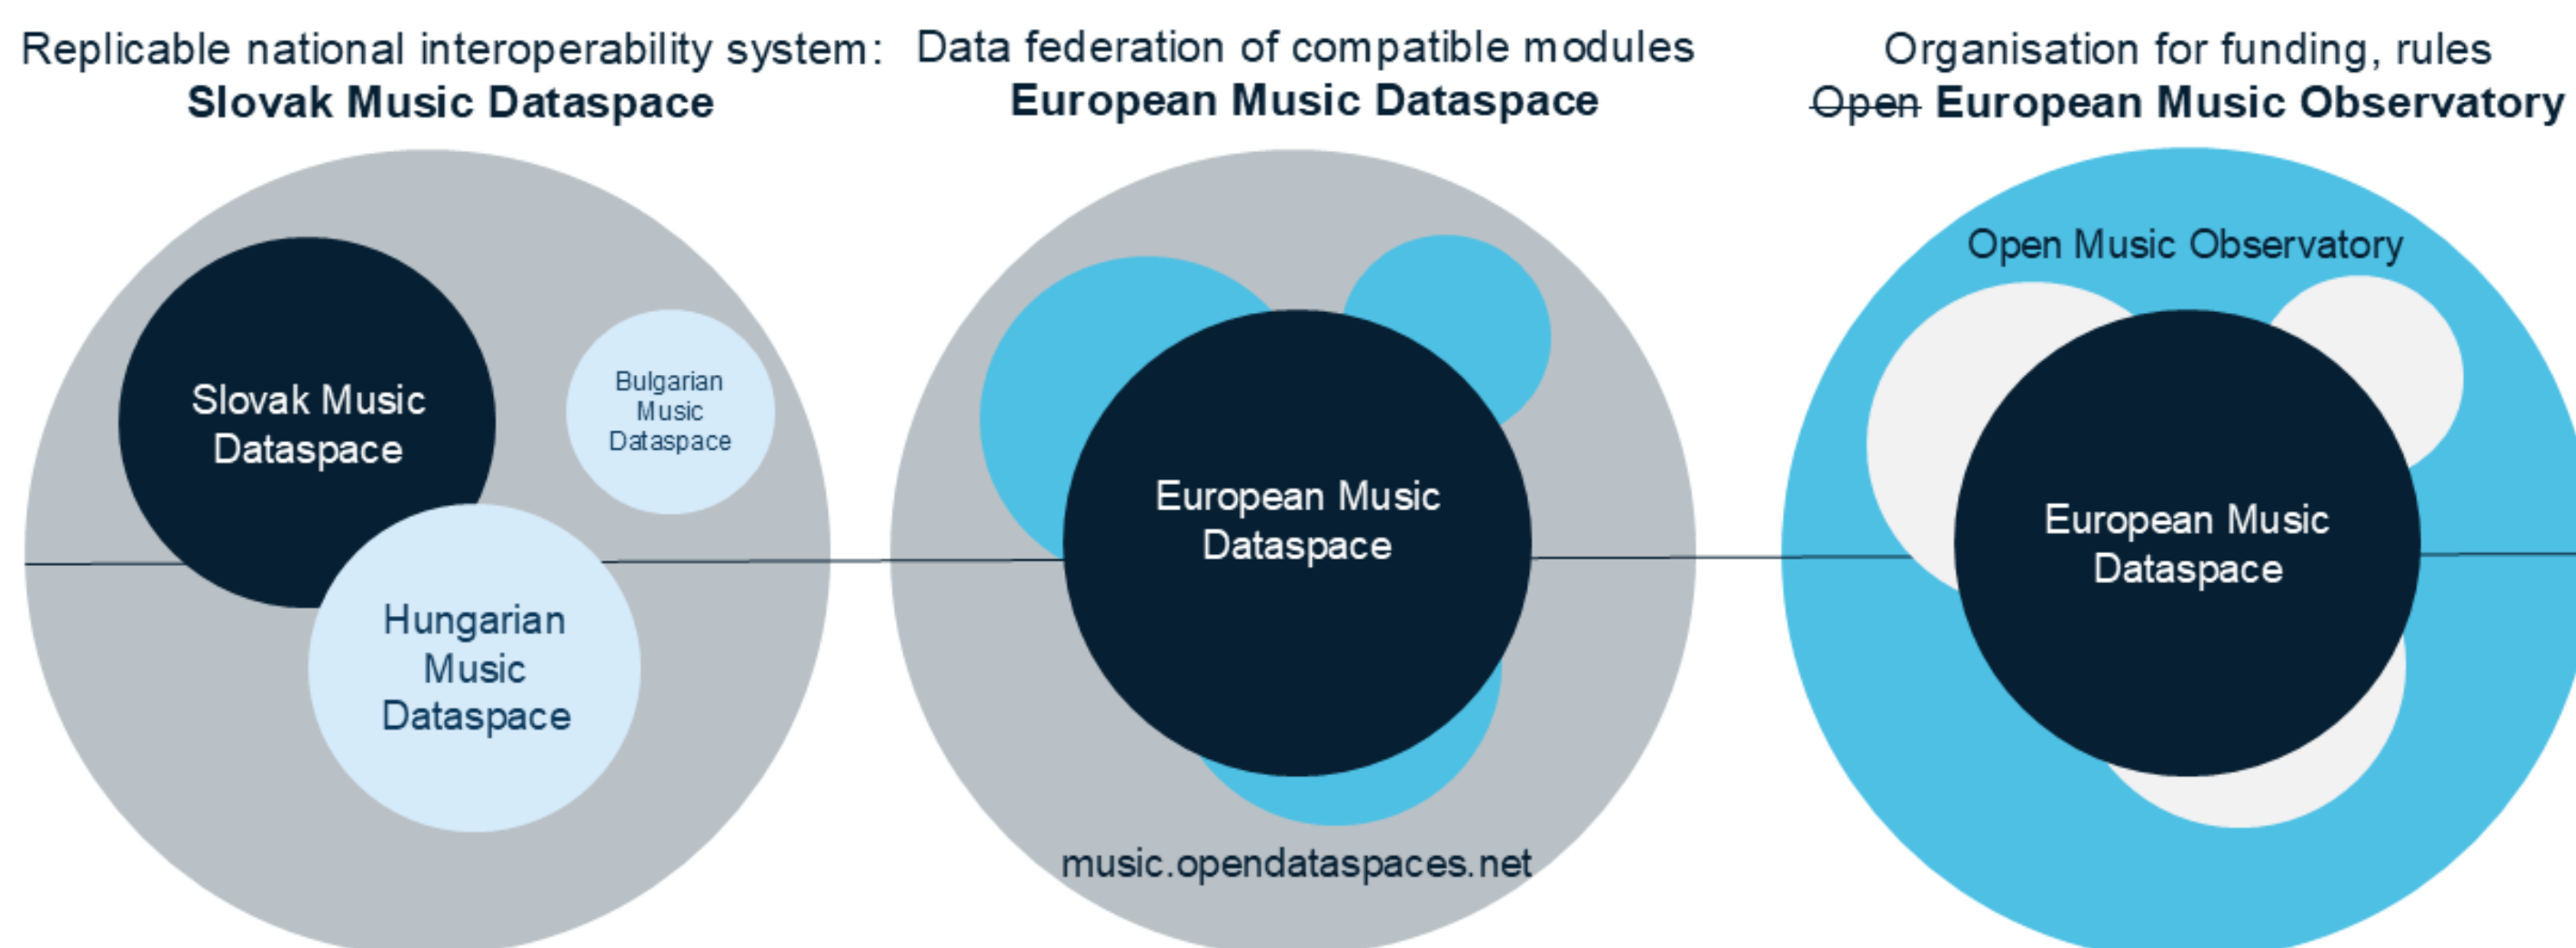 Replicable national interoperability system:
Slovak Music Dataspace
Data federation of compatible modules
European Music Dataspace
Organisation for funding, rules
Open European Music Observatory
Slovak Music
Dataspace
Bulgarian
Music
Dataspace
Hungarian
Music
Dataspace
European Music
Dataspace
music.opendataspaces.net
Open Music Observatory
European Music
Dataspace